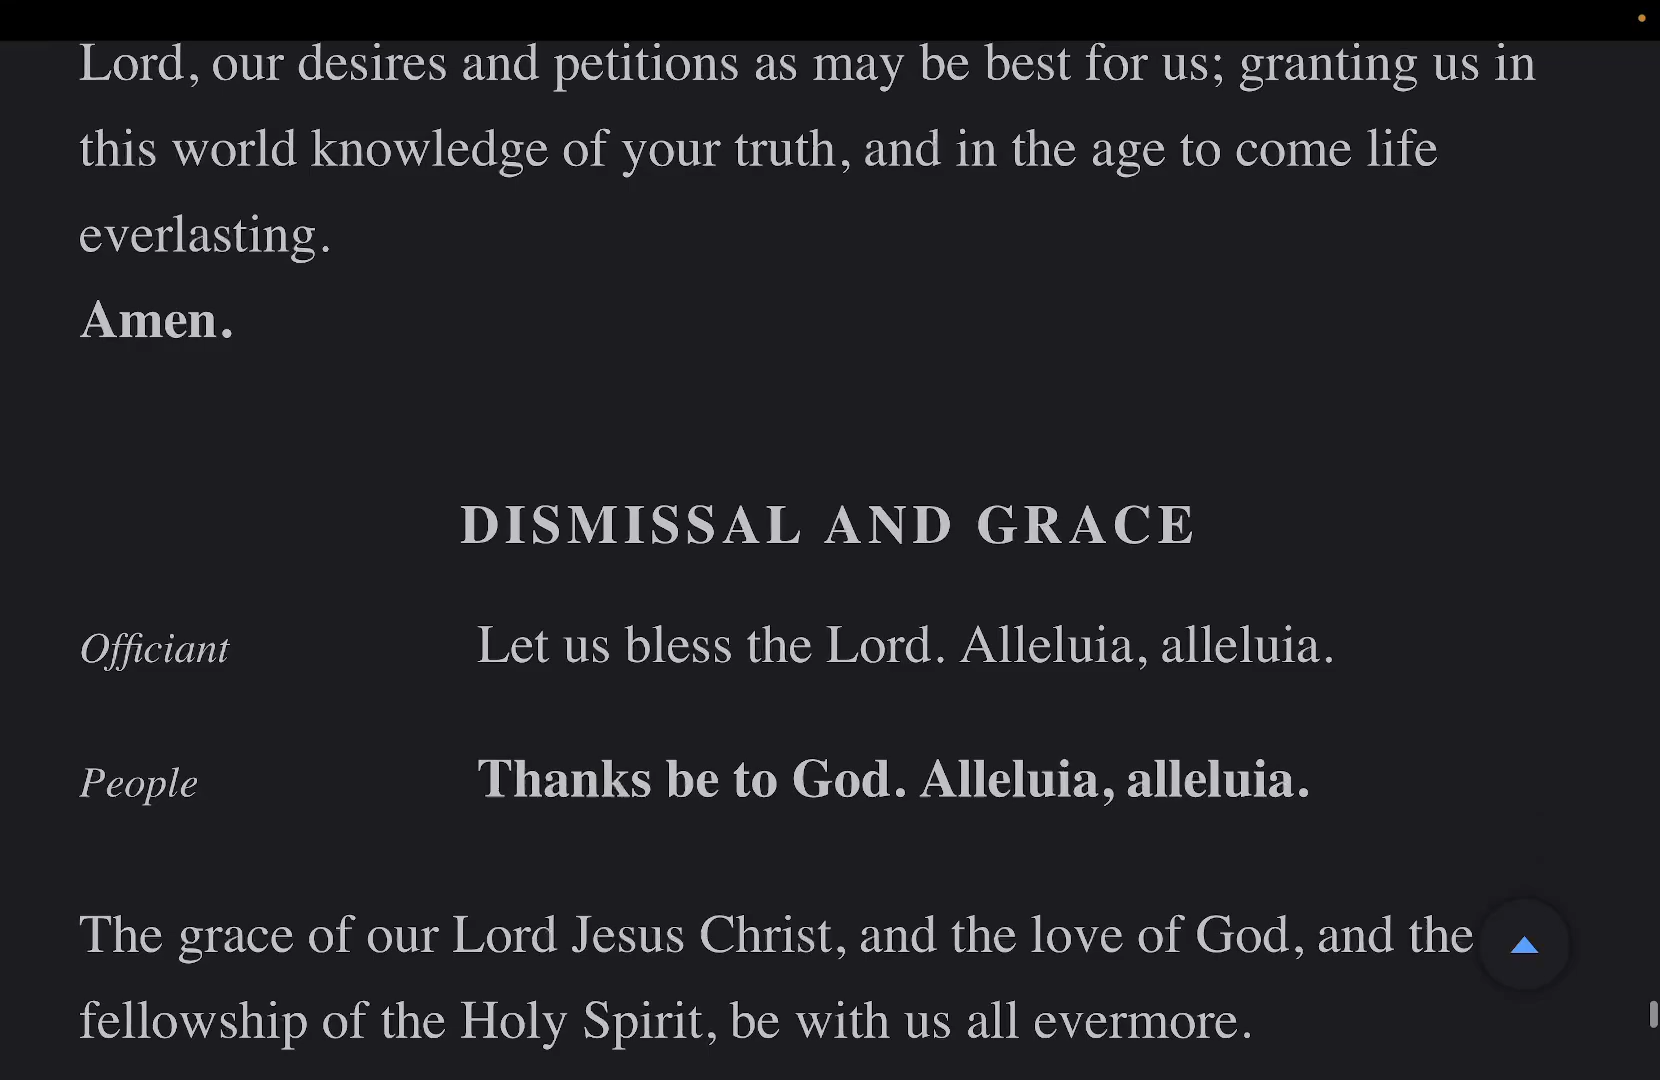 Lord, our desires and petitions as may be best for us; granting us in
this world knowledge of your truth, and in the age to come life
everlasting.
Amen.
DISMISSAL AND GRACE
Officiant Let us bless the Lord. Alleluia, alleluia.
People Thanks be to God. Alleluia, alleluia.
The grace of our Lord Jesus Christ, and the love of God, and the
fellowship of the Holy Spirit, be with us all evermore.